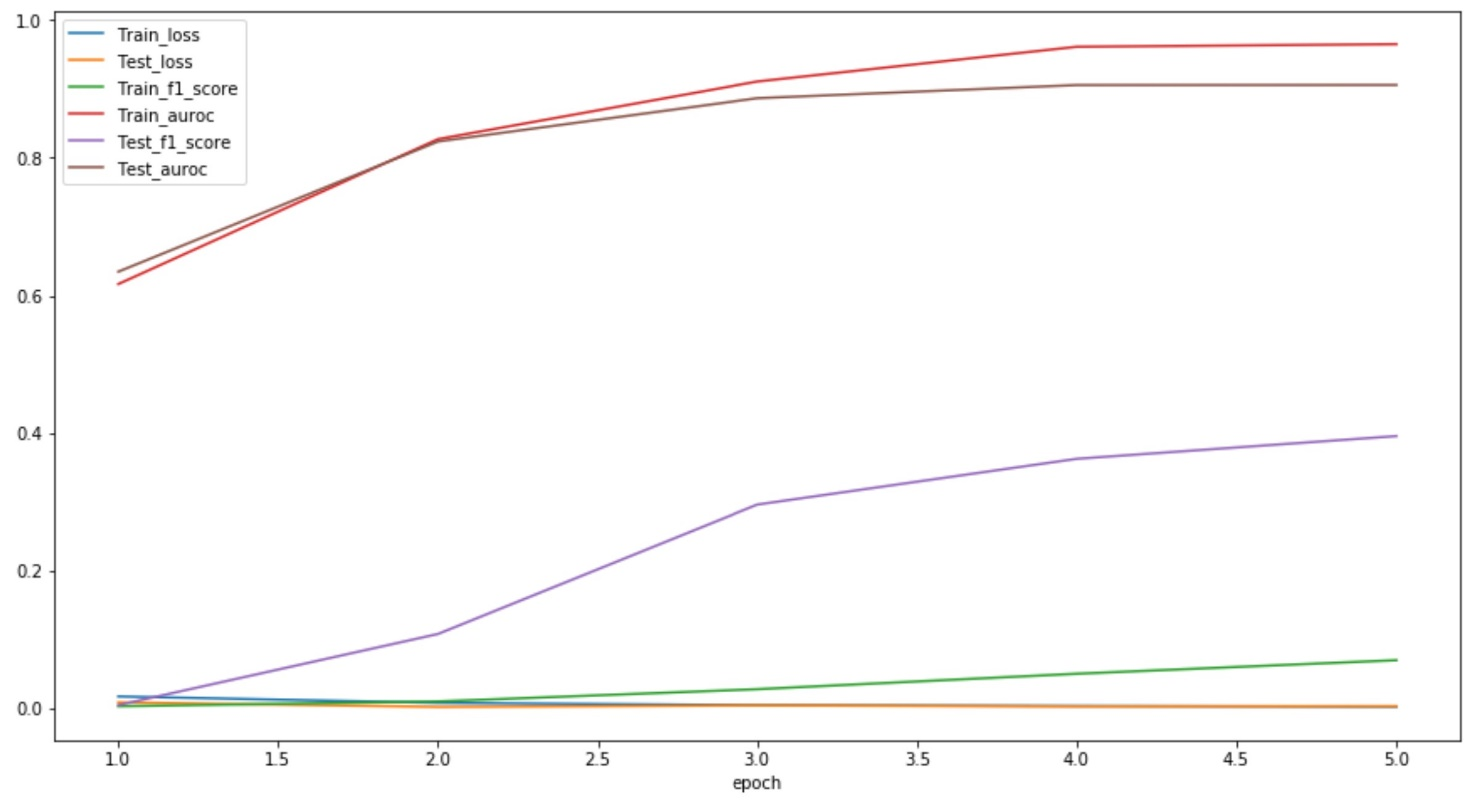 1.0
0.8
0.6
0.4
0.2
0.0
Train_loss
Test_loss
Train_f1_score
Train_auroc
Test_f1_score
Test_auroc
1.0 1.5 2.0 2.5 3.0 3.5 4.0 4.5 5.0
epoch